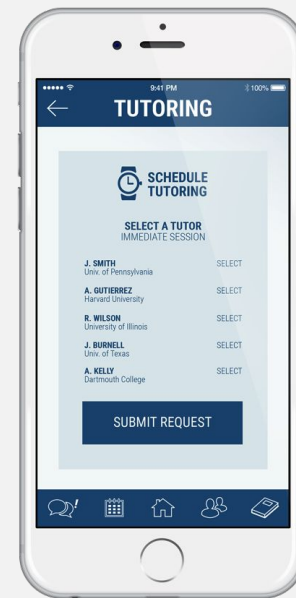 9:41 PM
100%
TUTORING
SCHEDULE
TUTORING
SELECT A TUTOR
IMMEDIATE SESSION
J. SMITH SELECT
Univ. of Pennsylvania
A. GUTIERREZ SELECT
Harvard University
R. WILSON SELECT
University of Illinois
J. BURNELL SELECT
Univ. of Texas
A. KELLY SELECT
Dartmouth College
SUBMIT REQUEST